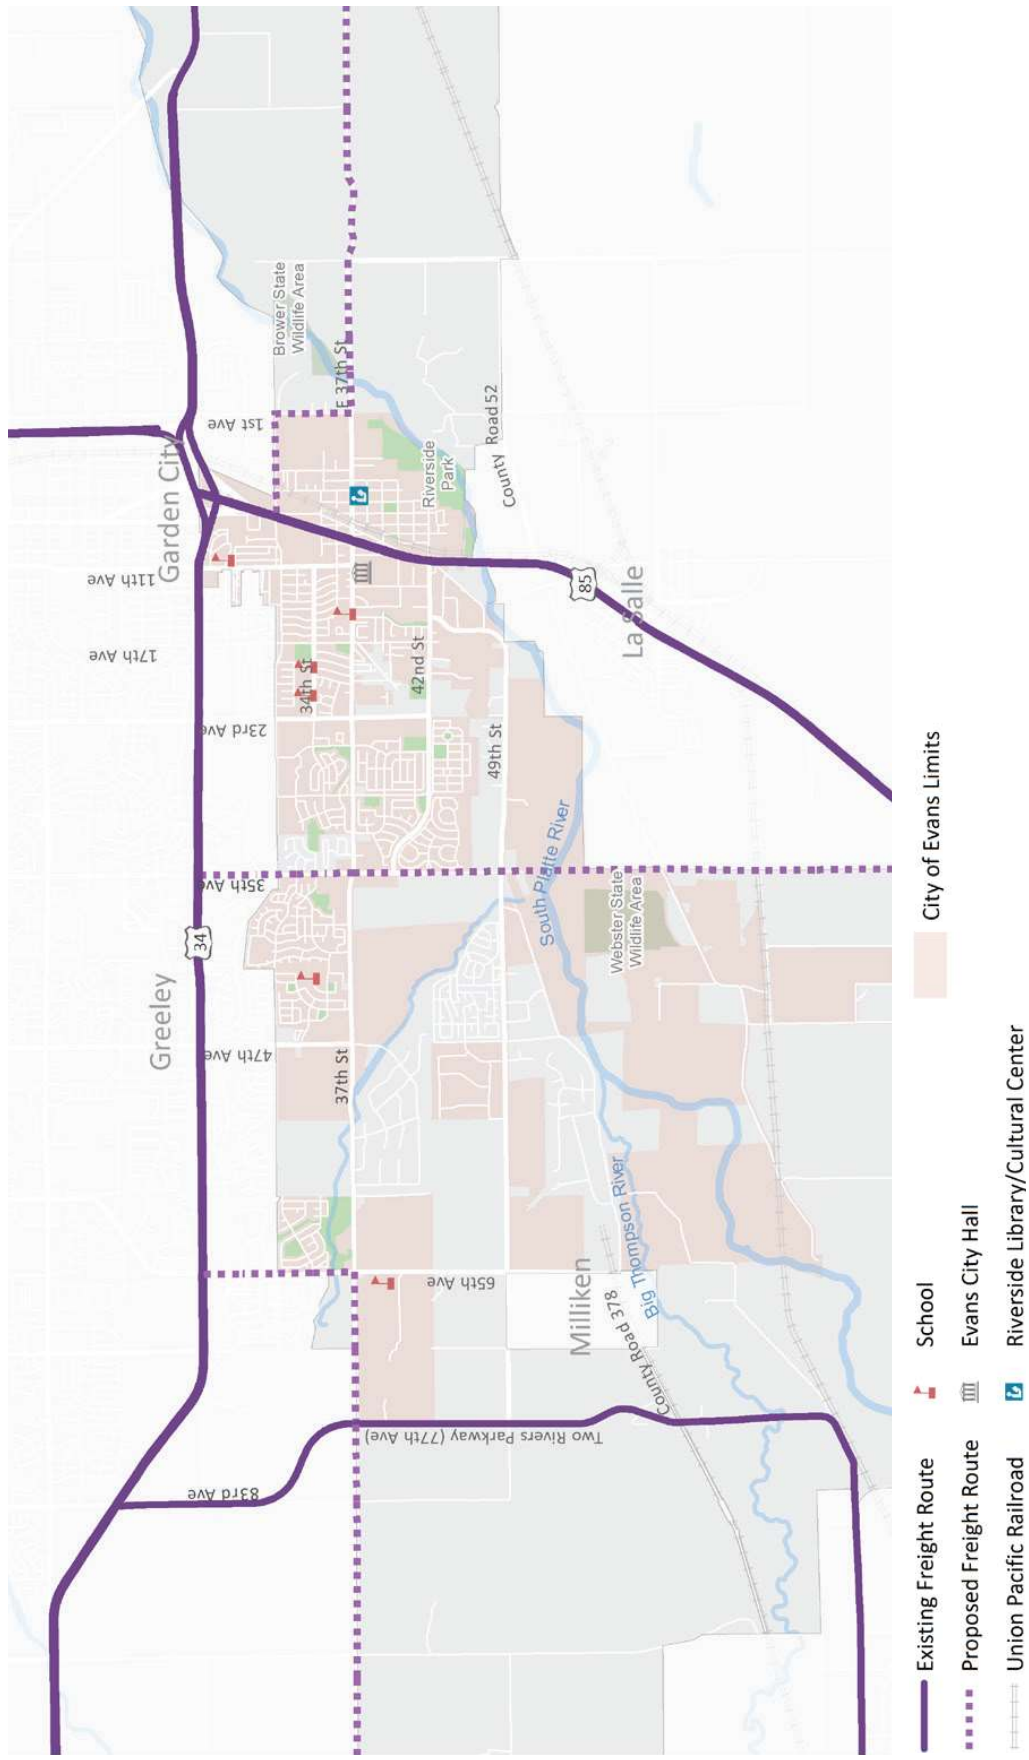 Greeley
Garden City
34
83rd Ave
65th Ave
47th Ave
35th Ave
23rd Ave
17th Ave
11th Ave
1st Ave
37th St
34th St
42nd St
49th St
E 37th St
Brower State
Wildlife Area
Riverside
Park
County Road 52
85
La Salle
South Platte River
Webster State
Wildlife Area
Big Thompson River
Milliken
County Road 378
Two Rivers Parkway (77th Ave)
Existing Freight Route
Proposed Freight Route
Union Pacific Railroad
School
Evans City Hall
Riverside Library/Cultural Center
City of Evans Limits